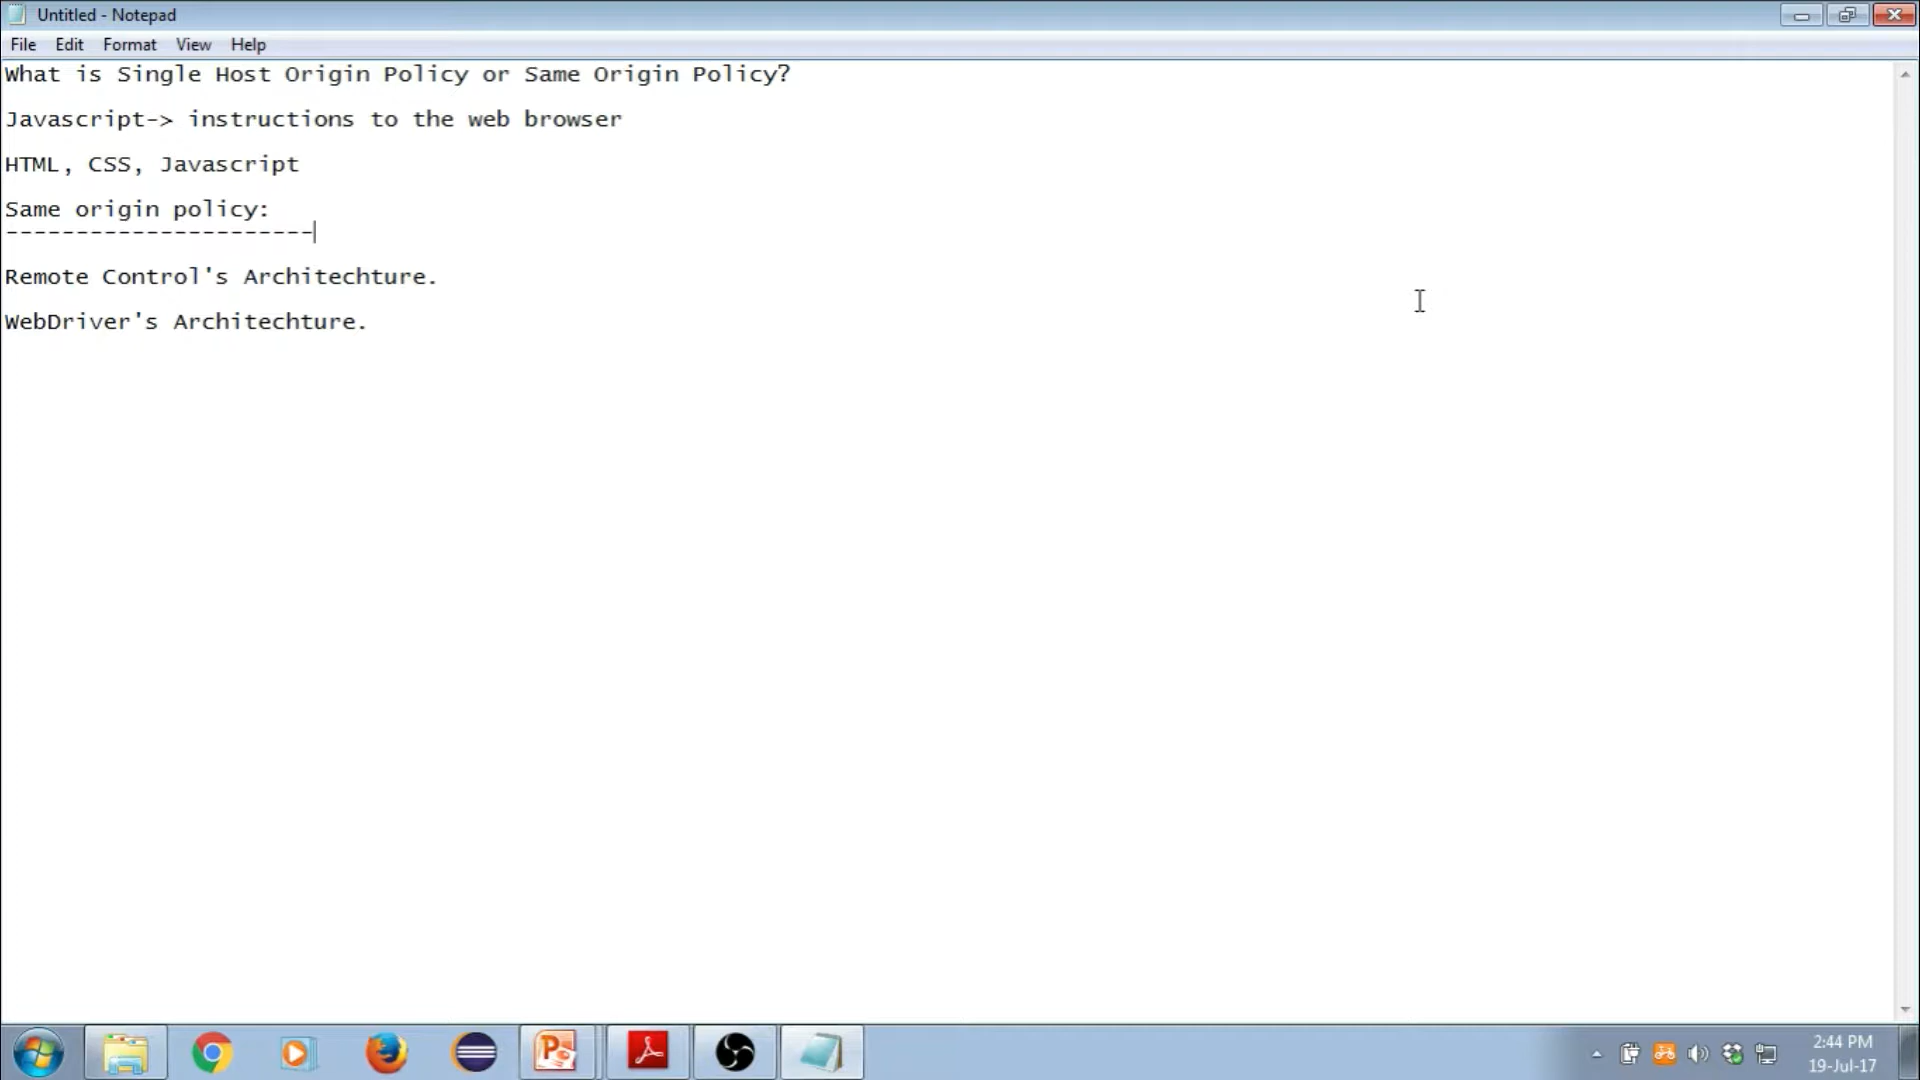 Untitled - Notepad
File Edit Format View Help
What is Single Host Origin Policy or Same Origin Policy?
Javascript-> instructions to the web browser
HTML, CSS, Javascript
Same origin policy:
----------------------
Remote Control's Architechture.
WebDriver's Architechture.
2:44 PM
19-Jul-17